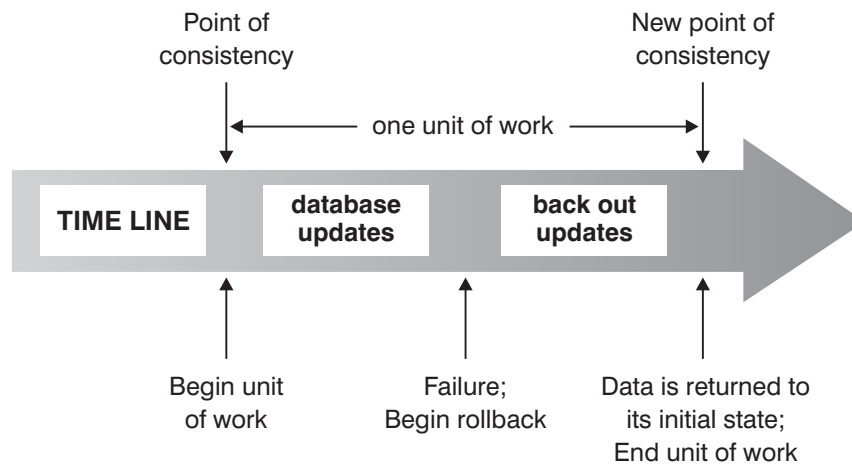 Point of
consistency
New point of
consistency
one unit of work
TIME LINE
database
updates
back out
updates
Begin unit
of work
Failure;
Begin rollback
Data is returned to
its initial state;
End unit of work